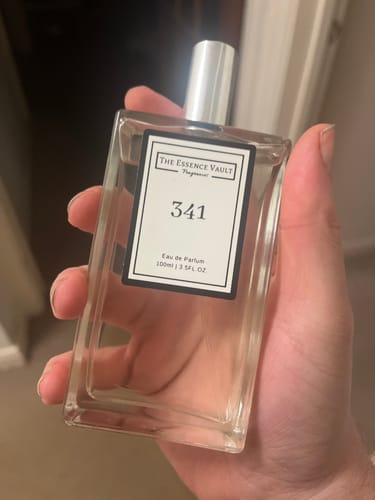 THE ESSENCE VAULT
Fragrances
341
Eau de Parfum
100ml | 3.5FL OZ